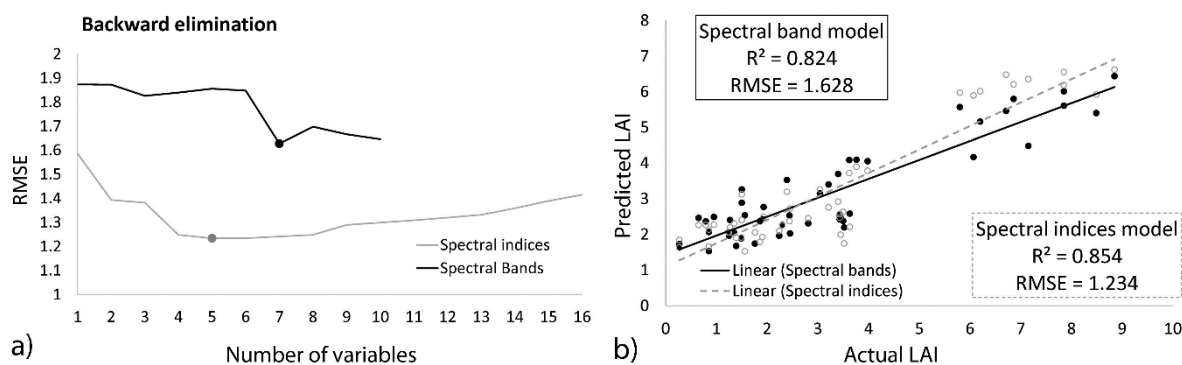 Backward elimination
RMSE
2
1.9
1.8
1.7
1.6
1.5
1.4
1.3
1.2
1.1
1
Spectral indices
Spectral Bands
1 2 3 4 5 6 7 8 9 10 11 12 13 14 15 16
Number of variables
a)
Predicted LAI
8
7
6
5
4
3
2
1
0
Spectral band model
R² = 0.824
RMSE = 1.628
Spectral indices model
R² = 0.854
RMSE = 1.234
Linear (Spectral bands)
Linear (Spectral indices)
0 1 2 3 4 5 6 7 8 9 10
Actual LAI
b)